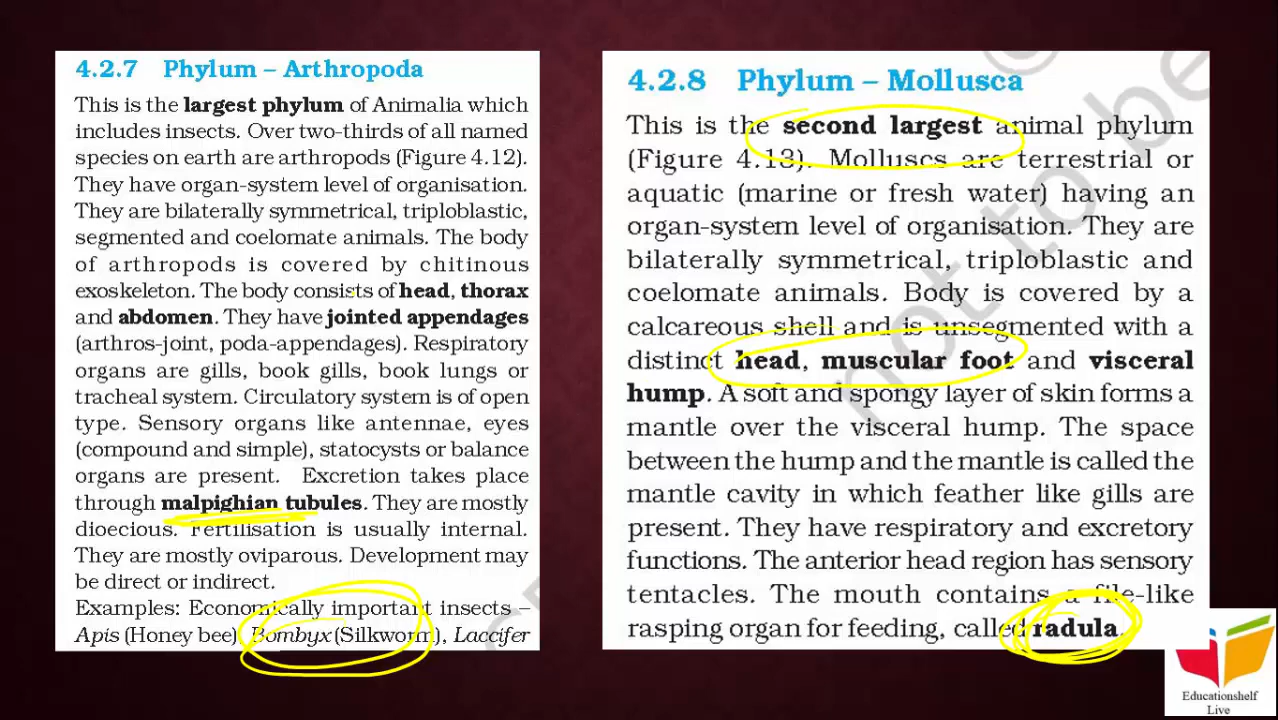 4.2.7 Phylum – Arthropoda
This is the largest phylum of Animalia which
includes insects. Over two-thirds of all named
species on earth are arthropods (Figure 4.12).
They have organ-system level of organisation.
They are bilaterally symmetrical, triploblastic,
segmented and coelomate animals. The body
of arthropods is covered by chitinous
exoskeleton. The body consists of head, thorax
and abdomen. They have jointed appendages
(arthros-joint, poda-appendages). Respiratory
organs are gills, book gills, book lungs or
tracheal system. Circulatory system is of open
type. Sensory organs like antennae, eyes
(compound and simple), statocysts or balance
organs are present. Excretion takes place
through malpighian tubules. They are mostly
dioecious. Fertilisation is usually internal.
They are mostly oviparous. Development may
be direct or indirect.
Examples: Economically important insects –
Apis (Honey bee), Bombyx (Silkworm), Laccifer
4.2.8 Phylum – Mollusca
This is the second largest animal phylum
(Figure 4.13). Molluscs are terrestrial or
aquatic (marine or fresh water) having an
organ-system level of organisation. They are
bilaterally symmetrical, triploblastic and
coelomate animals. Body is covered by a
calcareous shell and is unsegmented with a
distinct head, muscular foot and visceral
hump. A soft and spongy layer of skin forms a
mantle over the visceral hump. The space
between the hump and the mantle is called the
mantle cavity in which feather like gills are
present. They have respiratory and excretory
functions. The anterior head region has sensory
tentacles. The mouth contains a file-like
rasping organ for feeding, called radula.
not to be
Educationshelf
Live